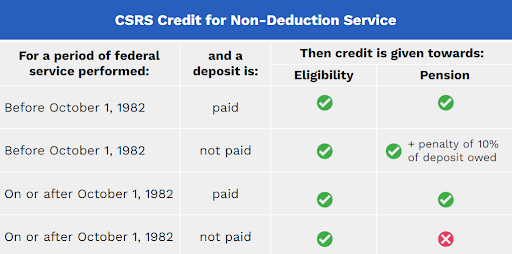 CSRS Credit for Non-Deduction Service
For a period of federal
service performed:
and a
deposit is:
Then credit is given towards:
Eligibility
Pension
Before October 1, 1982
paid
Before October 1, 1982
not paid
+ penalty of 10%
of deposit owed
On or after October 1, 1982
paid
On or after October 1, 1982
not paid